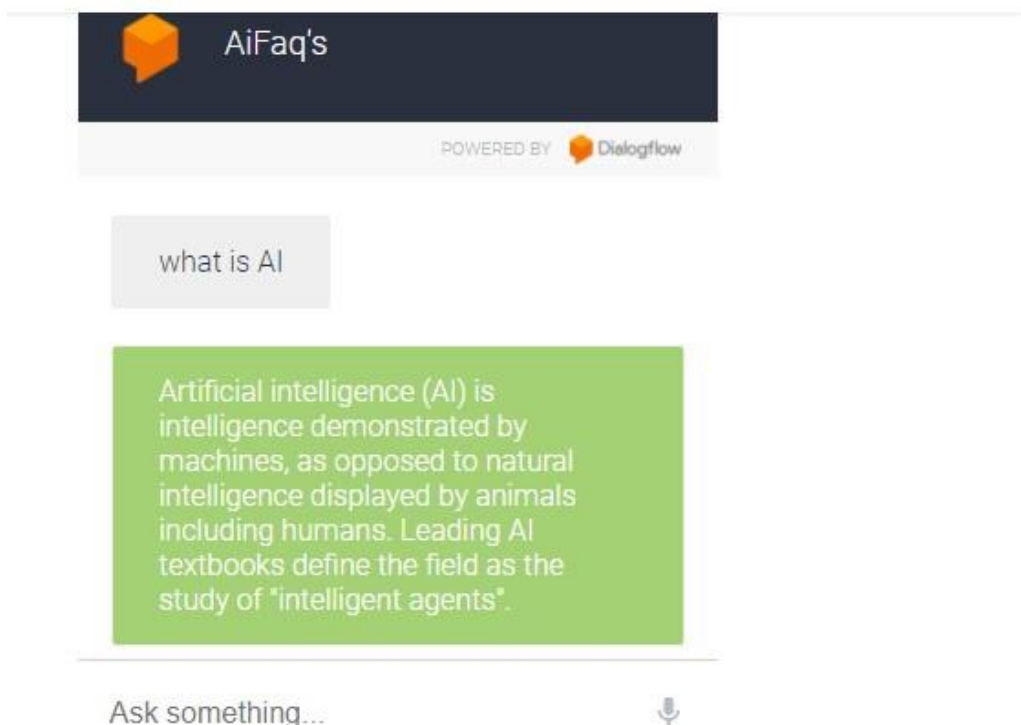 AiFaq's
POWERED BY Dialogflow
what is AI
Artificial intelligence (AI) is
intelligence demonstrated by
machines, as opposed to natural
intelligence displayed by animals
including humans. Leading AI
textbooks define the field as the
study of "intelligent agents".
Ask something...